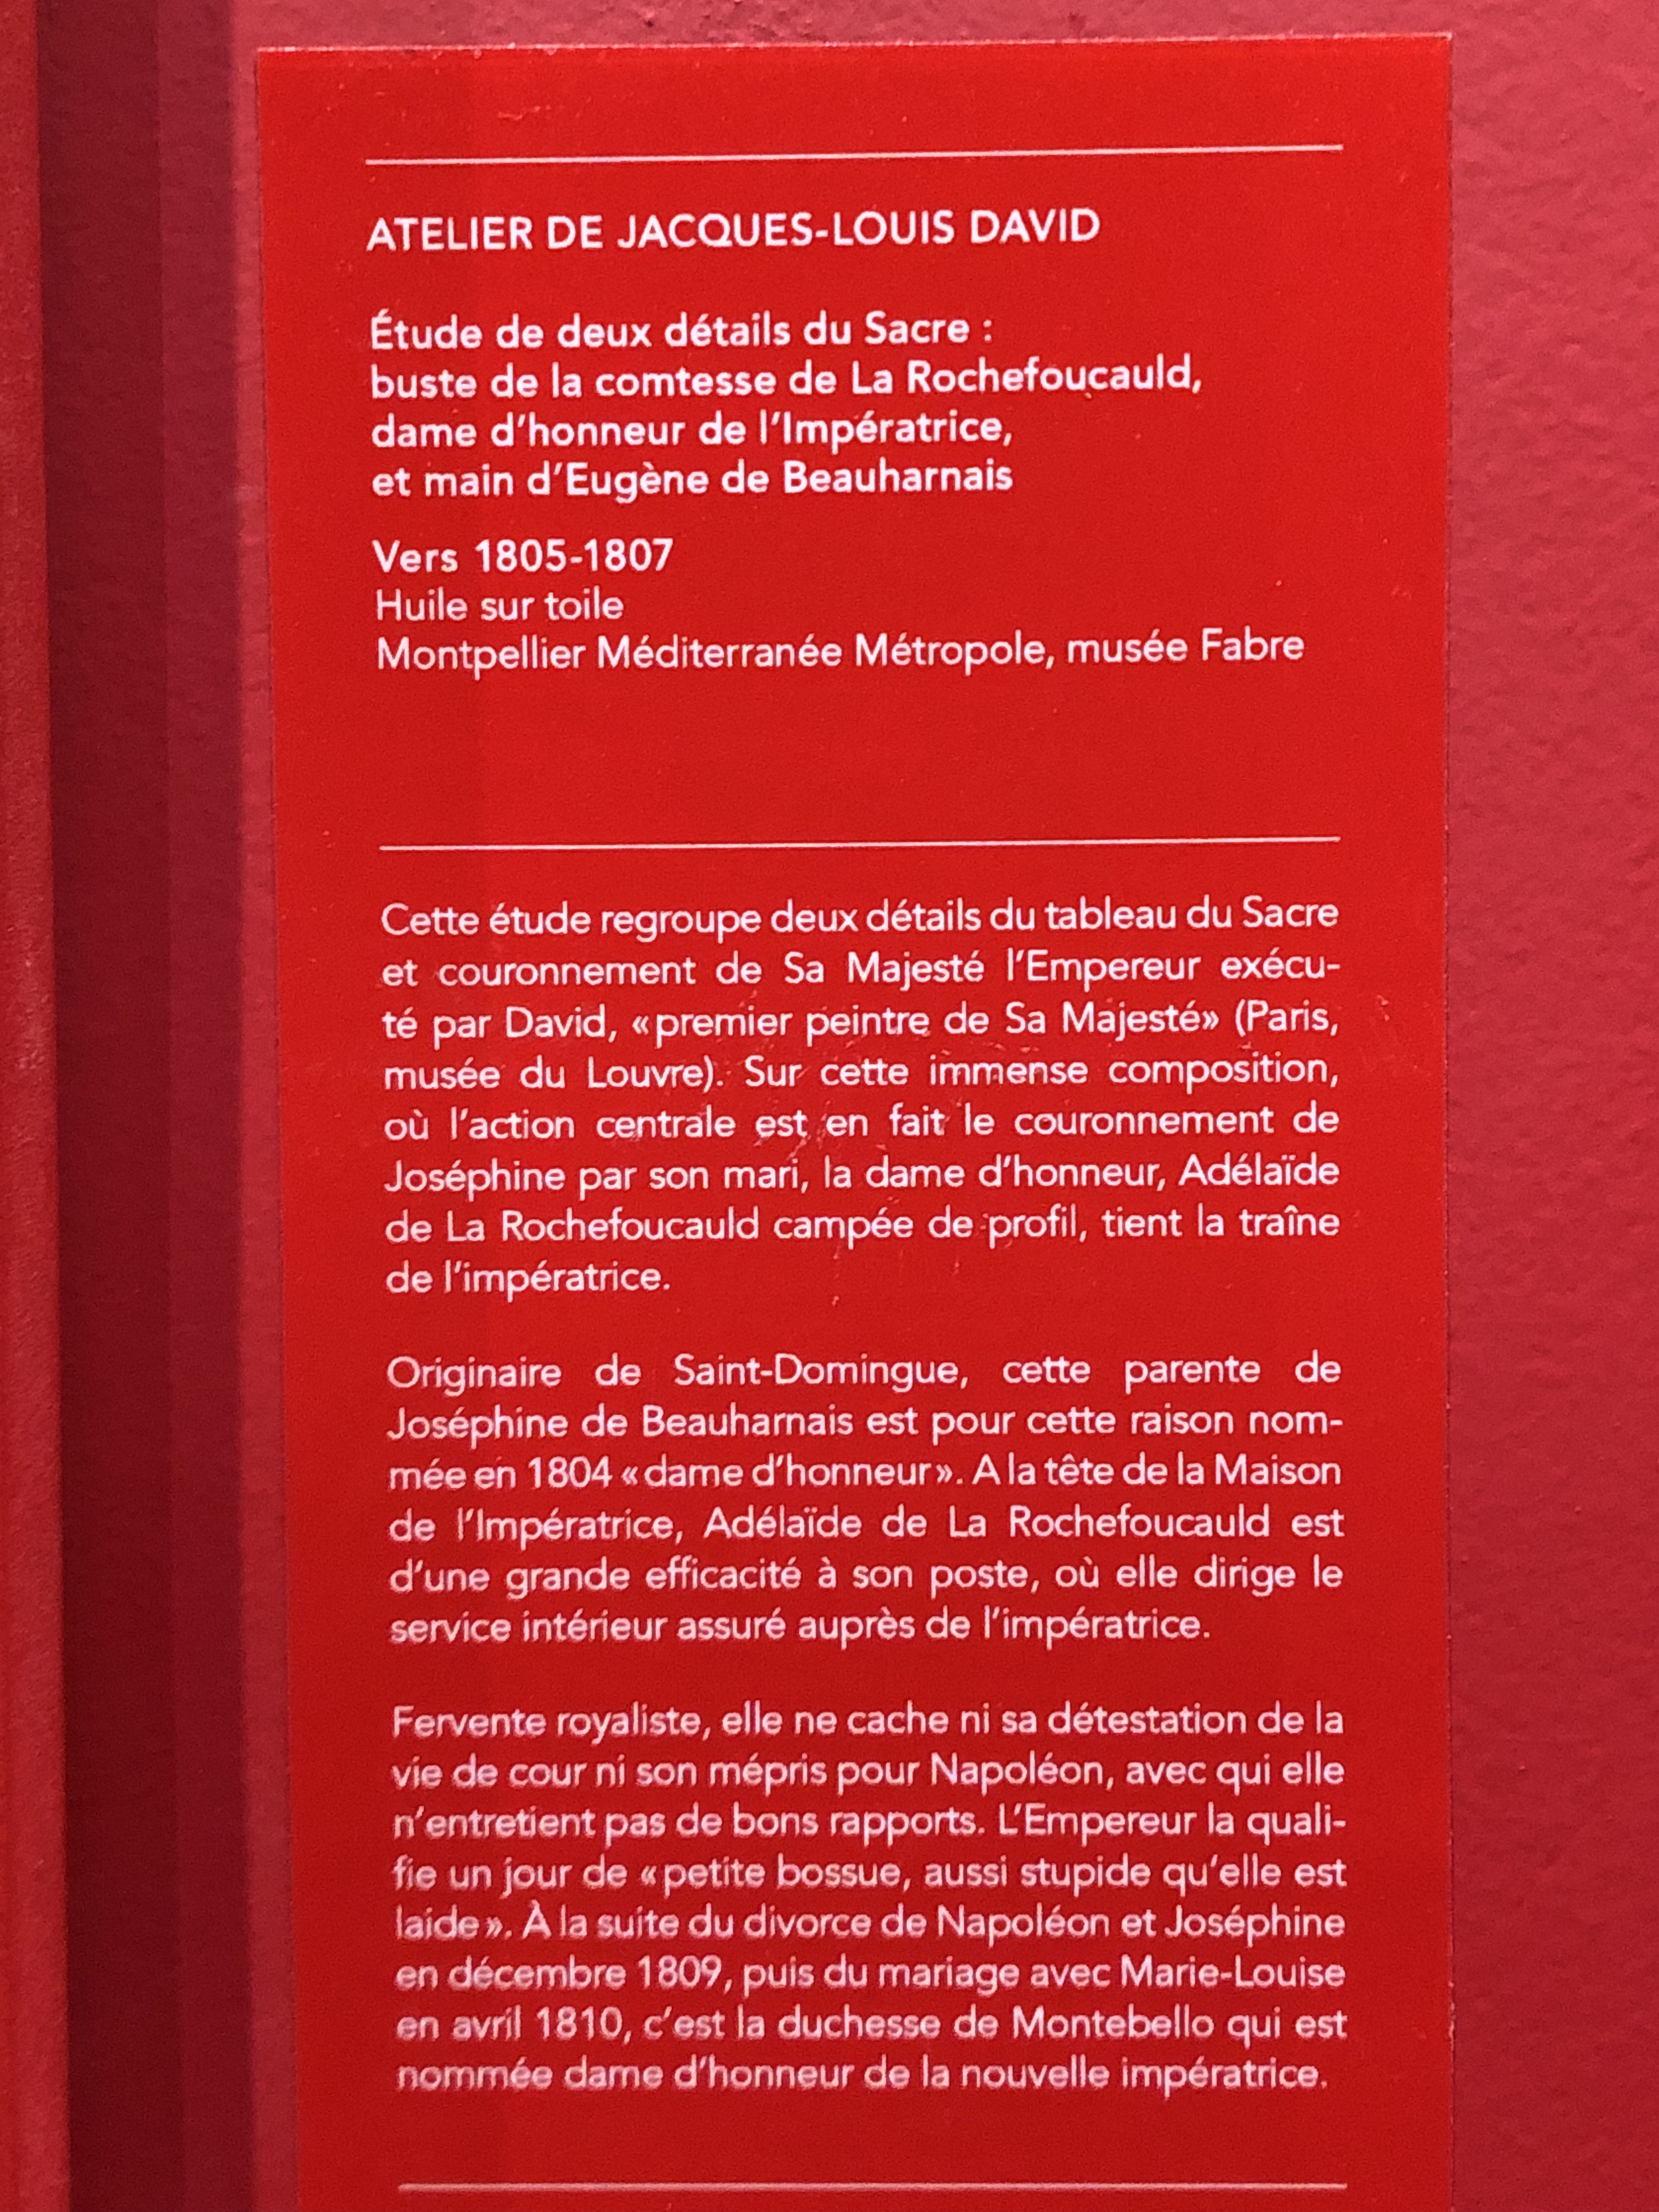 ATELIER DE JACQUES-LOUIS DAVID
Étude de deux détails du Sacre :
buste de la comtesse de La Rochefoucauld,
dame d'honneur de l'Impératrice,
et main d'Eugène de Beauharnais
Vers 1805-1807
Huile sur toile
Montpellier Méditerranée Métropole, musée Fabre
Cette étude regroupe deux détails du tableau du Sacre
et couronnement de Sa Majesté l'Empereur exécu-
té par David, «premier peintre de Sa Majesté» (Paris,
musée du Louvre). Sur cette immense composition,
où l'action centrale est en fait le couronnement de
Joséphine par son mari, la dame d'honneur, Adélaïde
de La Rochefoucauld campée de profil, tient la traîne
de l'impératrice.
Originaire de Saint-Domingue, cette parente de
Joséphine de Beauharnais est pour cette raison nom-
mée en 1804 «dame d'honneur». A la tête de la Maison
de l'Impératrice, Adélaïde de La Rochefoucauld est
d'une grande efficacité à son poste, où elle dirige le
service intérieur assuré auprès de l'impératrice.
Fervente royaliste, elle ne cache ni sa détestation de la
vie de cour ni son mépris pour Napoléon, avec qui elle
n'entretient pas de bons rapports. L'Empereur la quali-
fie un jour de «petite bossue, aussi stupide qu'elle est
laide». À la suite du divorce de Napoléon et Joséphine
en décembre 1809, puis du mariage avec Marie-Louise
en avril 1810, c'est la duchesse de Montebello qui est
nommée dame d'honneur de la nouvelle impératrice.